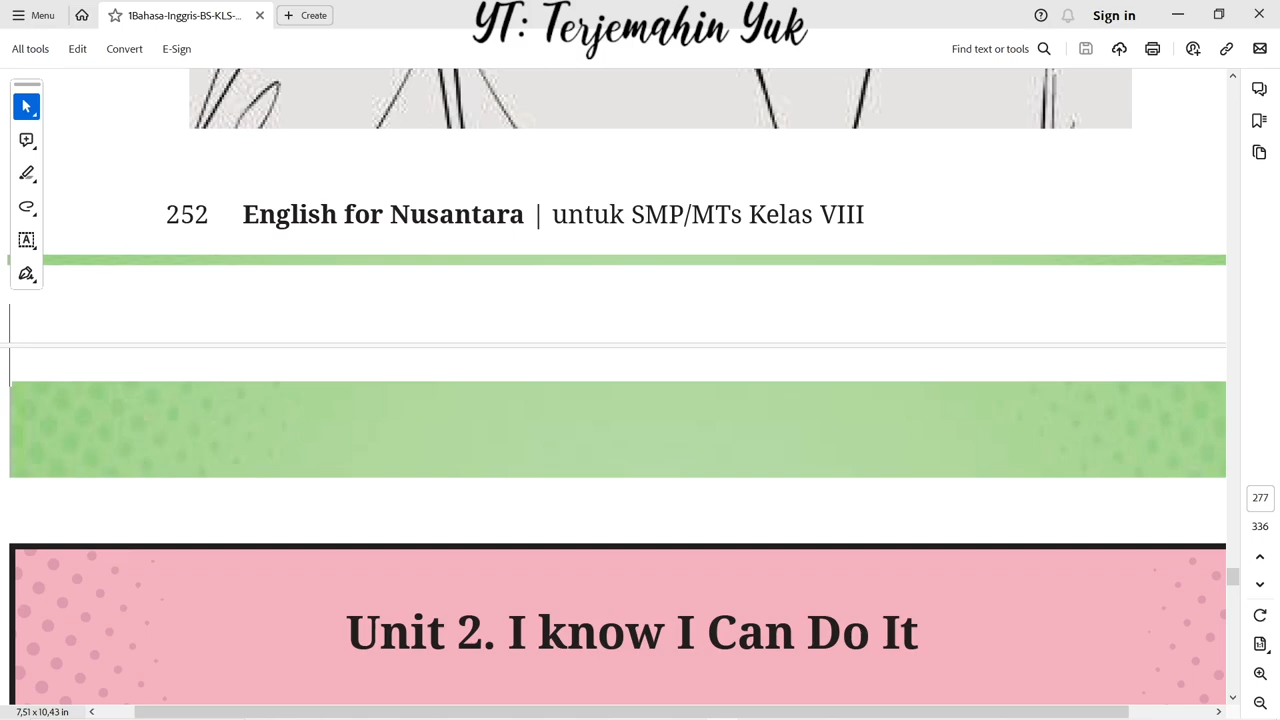 Menu
1Bahasa-Inggris-BS-KLS-...
Create
YT: Terjemahin Yuk
Sign in
All tools
Edit
Convert
E-Sign
Find text or tools
252 English for Nusantara | untuk SMP/MTs Kelas VIII
277
336
Unit 2. I know I Can Do It
7,51 x 10,43 in